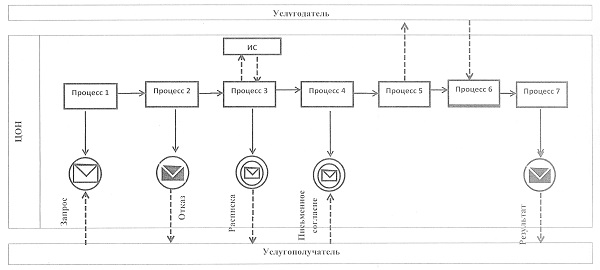 Услугодатель
ЦОН
ИС
Процесс 1
Процесс 2
Процесс 3
Процесс 4
Процесс 5
Процесс 6
Процесс 7
Запрос
Отказ
Расписка
Письменное
согласие
Результат
Услугополучатель